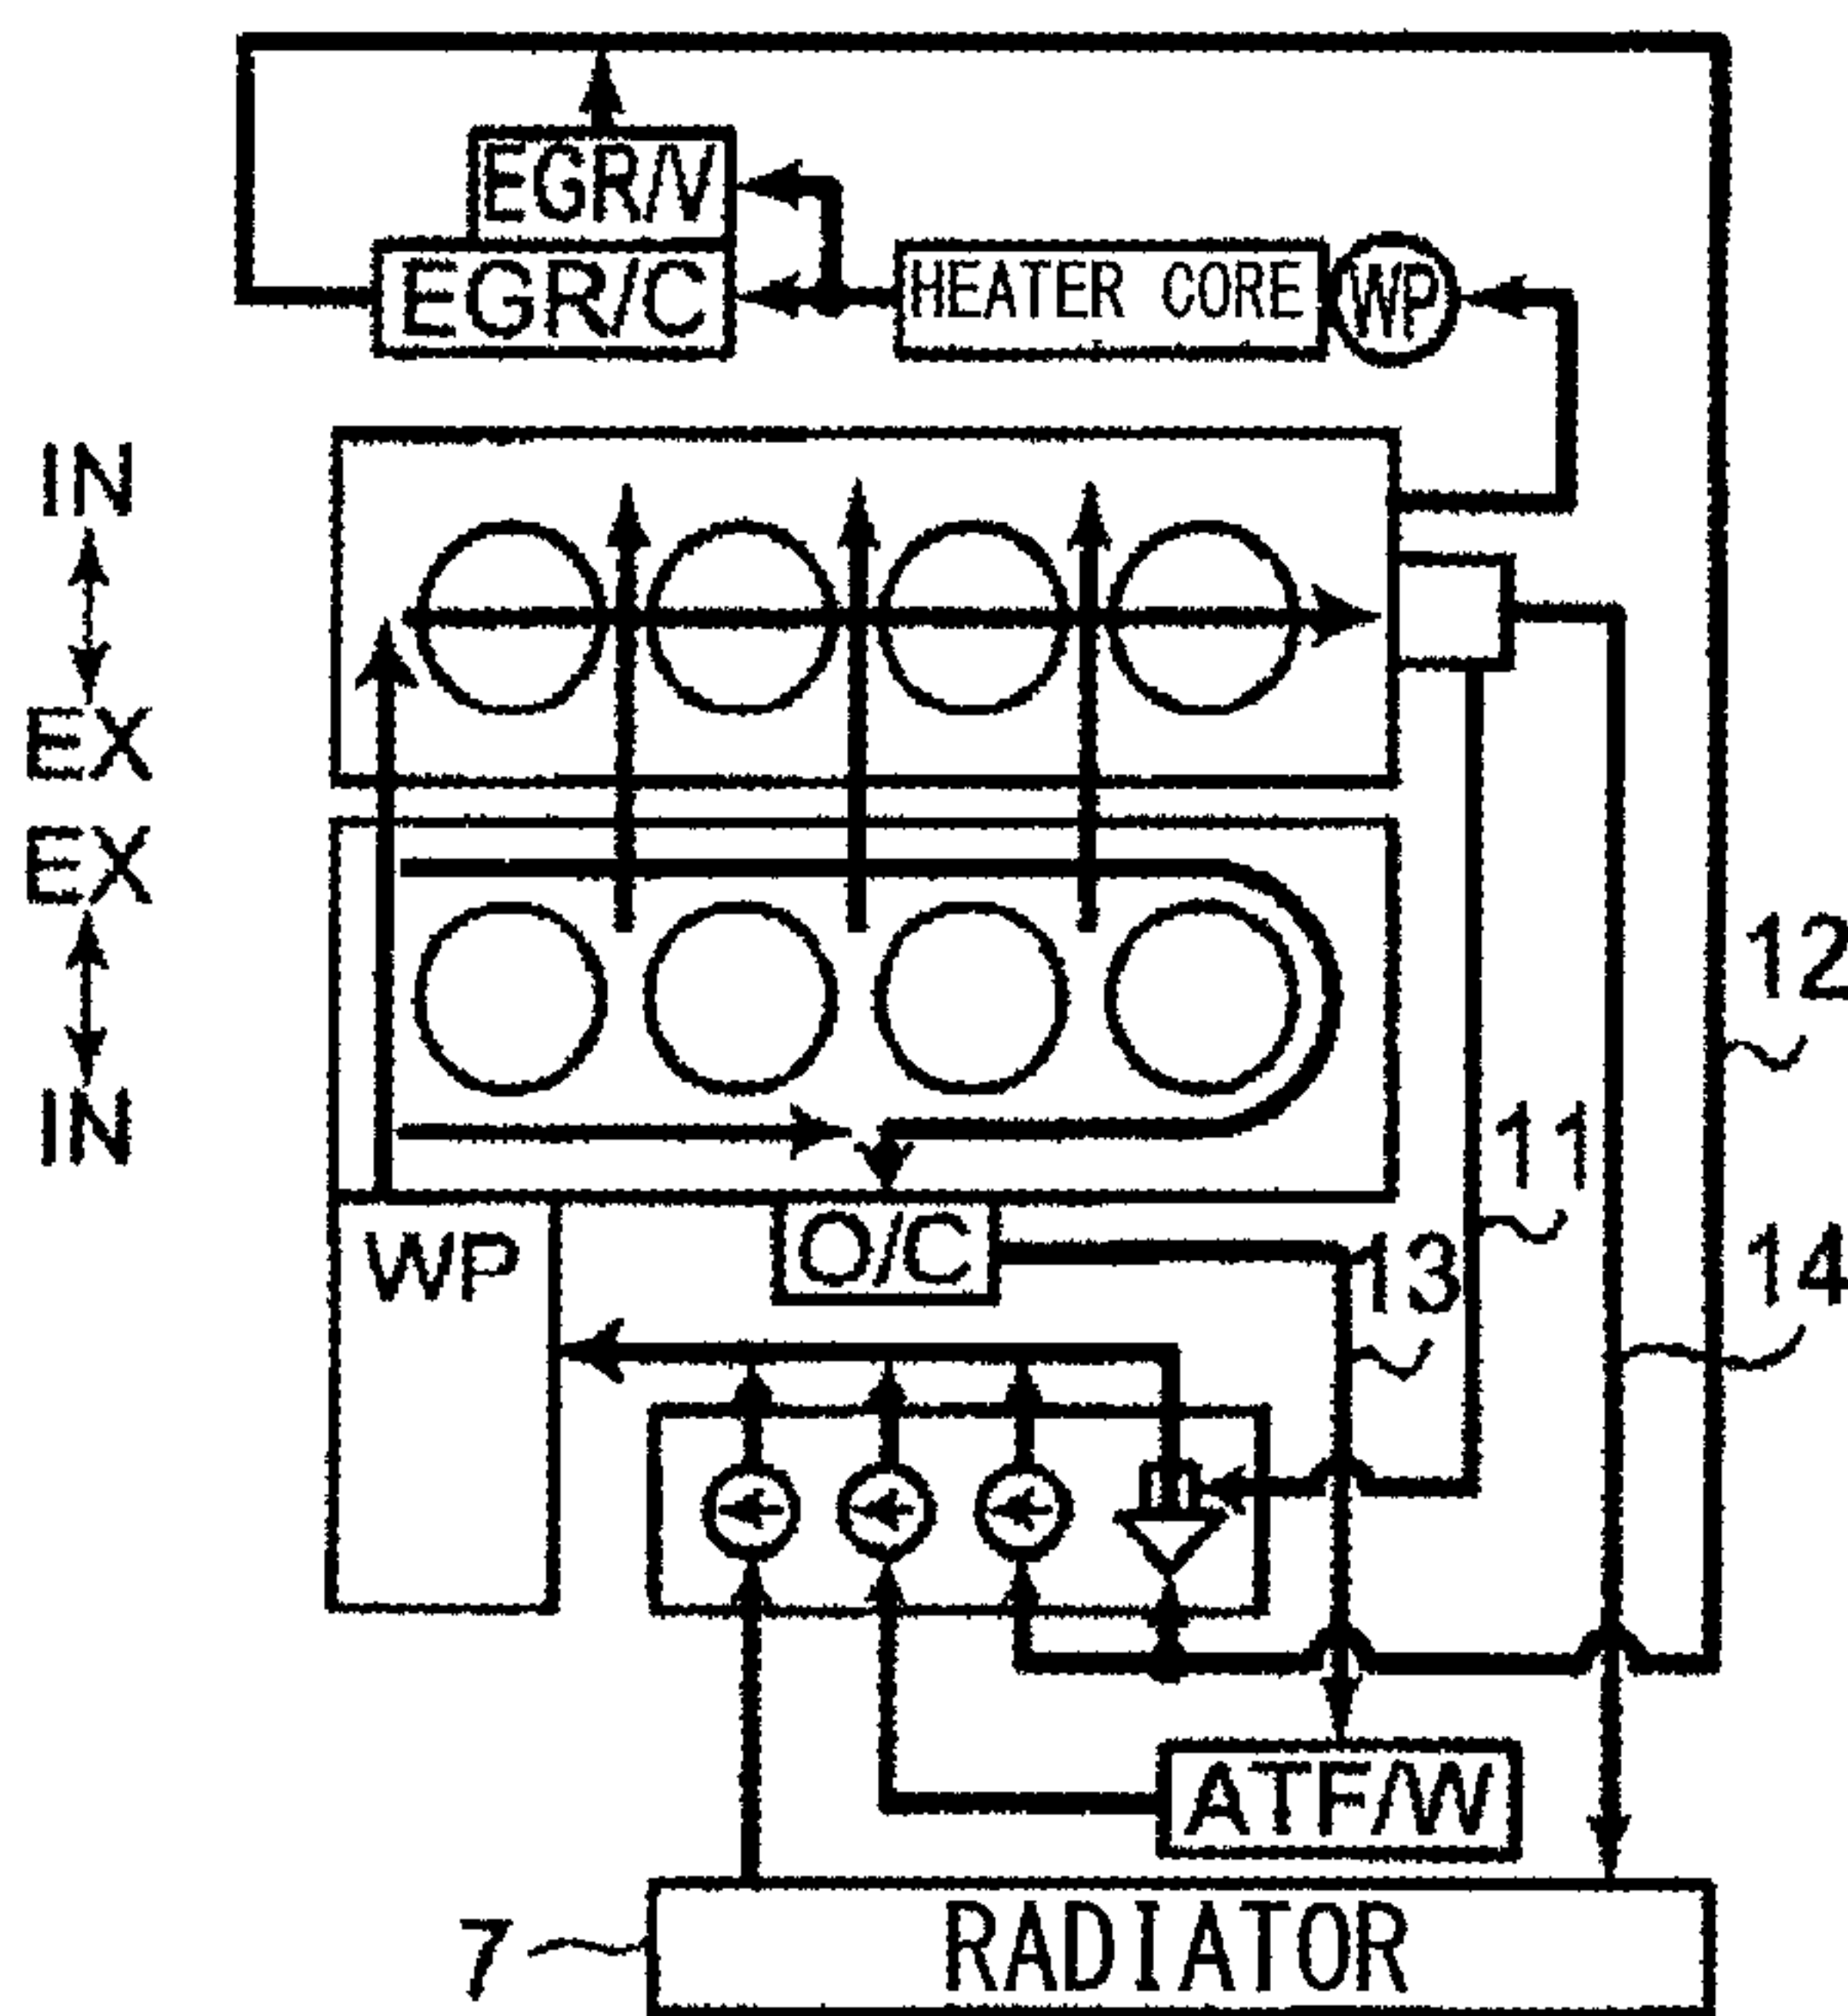 EGR/V
EGR/C
HEATER CORE
WP
IN
EX
EX
IN
12
11
WP
O/C
13
14
ATF/W
7
RADIATOR